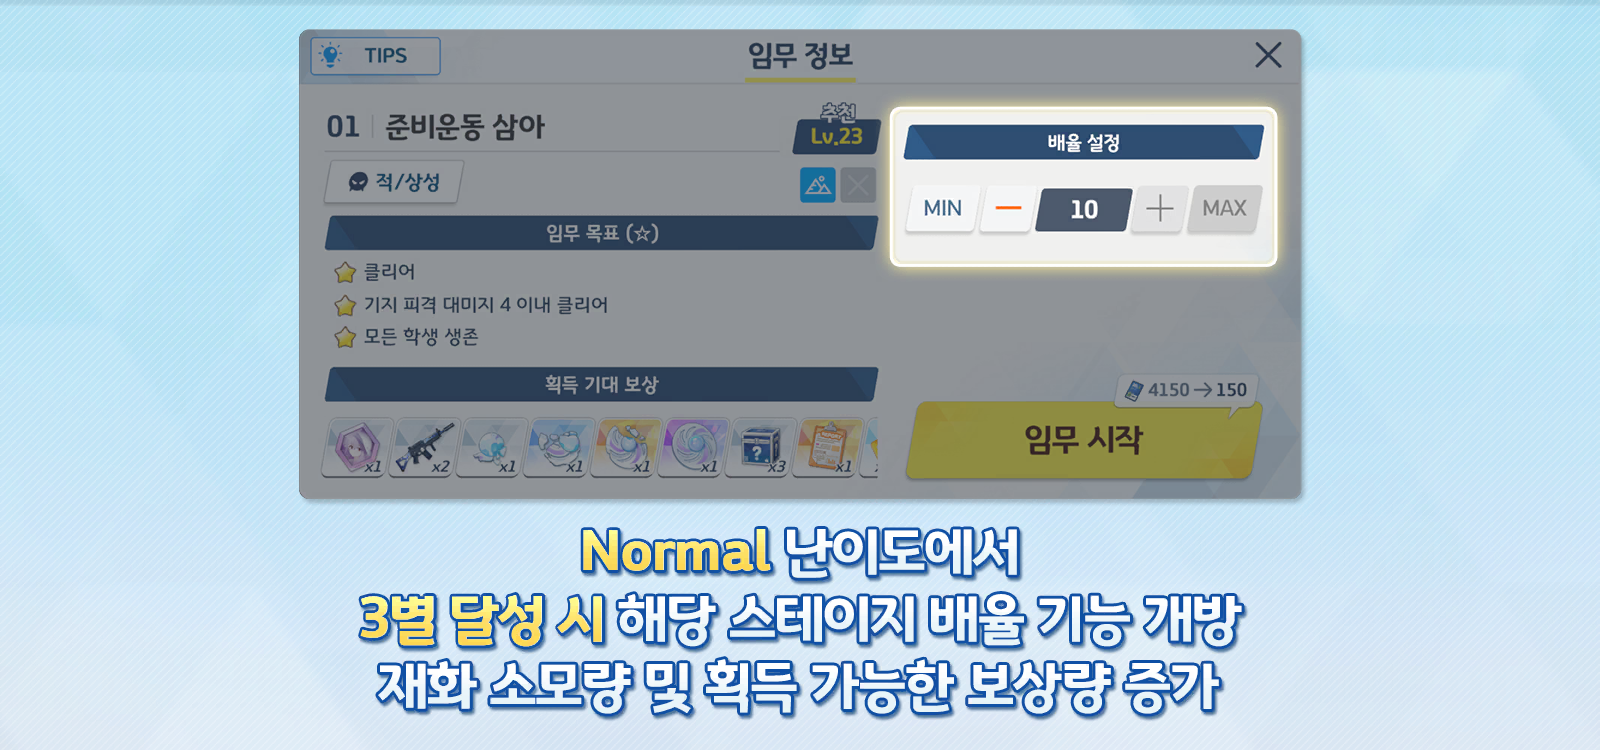 TIPS
임무 정보
01 준비운동 삼아
추천
Lv.23
적/상성
임무 목표 (☆)
클리어
기지 피격 대미지 4 이내 클리어
모든 학생 생존
획득 기대 보상
x1
x2
x1
x1
x1
x1
?
x3
x1
배율 설정
MIN — 10 + MAX
4150→150
임무 시작
Normal 난이도에서
3별 달성 시 해당 스테이지 배율 기능 개방
재화 소모량 및 획득 가능한 보상량 증가